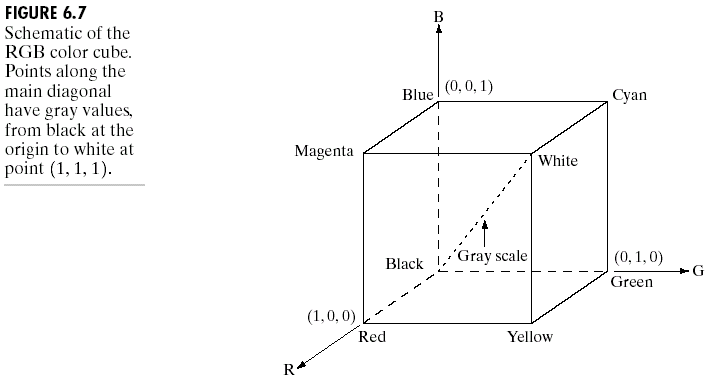 FIGURE 6.7
Schematic of the
RGB color cube.
Points along the
main diagonal
have gray values,
from black at the
origin to white at
point (1, 1, 1).
B
Blue
(0, 0, 1)
Cyan
Magenta
White
Black
Gray scale
(0, 1, 0)
G
Green
(1, 0, 0)
Red
Yellow
R